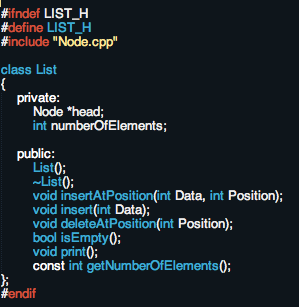 #ifndef LIST_H
#define LIST_H
#include "Node.cpp"
class List
{
private:
Node *head;
int numberOfElements;
public:
List();
~List();
void insertAtPosition(int Data, int Position);
void insert(int Data);
void deleteAtPosition(int Position);
bool isEmpty();
void print();
const int getNumberOfElements();
};
#endif